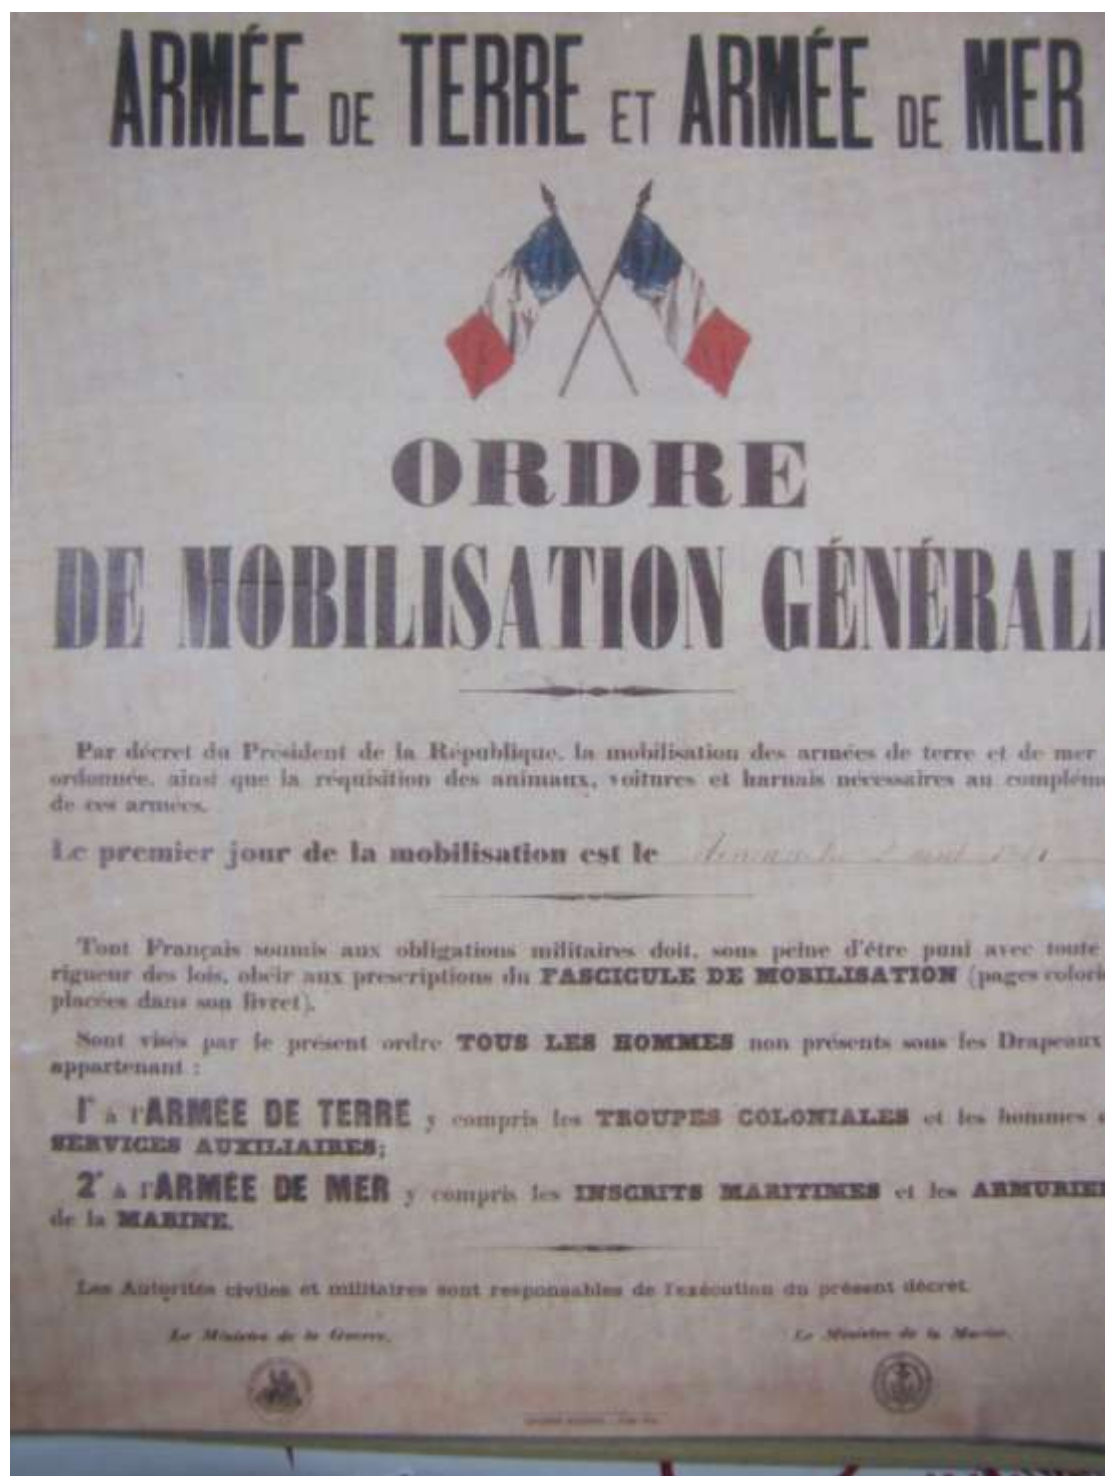 ARMÉE DE TERRE ET ARMÉE DE MER
ORDRE
DE MOBILISATION GÉNÉRAL
Par décret du Président de la République, la mobilisation des armées de terre et de mer
ordonnée, ainsi que la réquisition des animaux, voitures et harnais nécessaires au complém
de ces armées.
Le premier jour de la mobilisation est le dimanche 2 août
Tout Français soumis aux obligations militaires doit, sous peine d'être puni avec toute
rigueur des lois, obéir aux prescriptions du FASCICULE DE MOBILISATION (pages colori
placées dans son livret).
Sont visés par le présent ordre TOUS LES HOMMES non présents sous les Drapeaux
appartenant :
1° à l'ARMÉE DE TERRE y compris les TROUPES COLONIALES et les hommes
SERVICES AUXILIAIRES;
2° à l'ARMÉE DE MER y compris les INSCRITS MARITIMES et les ARMURIE
de la MARINE.
Les Autorités civiles et militaires sont responsables de l'exécution du présent décret.
Le Ministre de la Guerre, Le Ministre de la Marine,